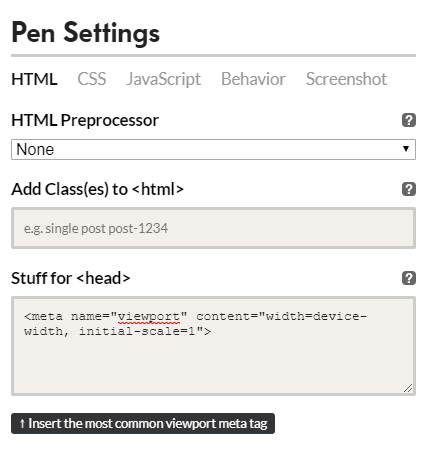 Pen Settings
HTML CSS JavaScript Behavior Screenshot
HTML Preprocessor ?
None
Add Class(es) to <html> ?
e.g. single post post-1234
Stuff for <head> ?
<meta name="viewport" content="width=device-
width, initial-scale=1">
↑ Insert the most common viewport meta tag